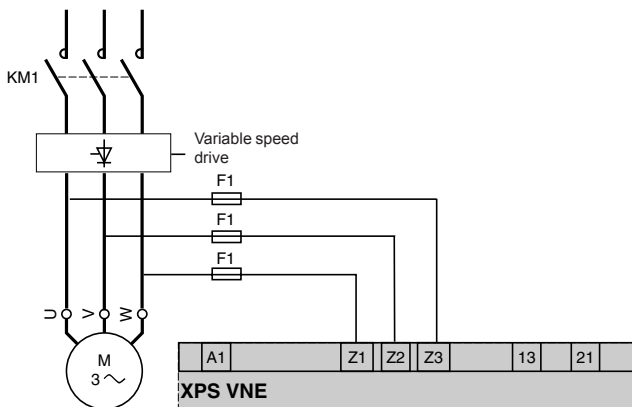 KM1
Variable speed
drive
F1
F1
F1
U V W
M
3
A1 Z1 Z2 Z3 13 21
XPS VNE